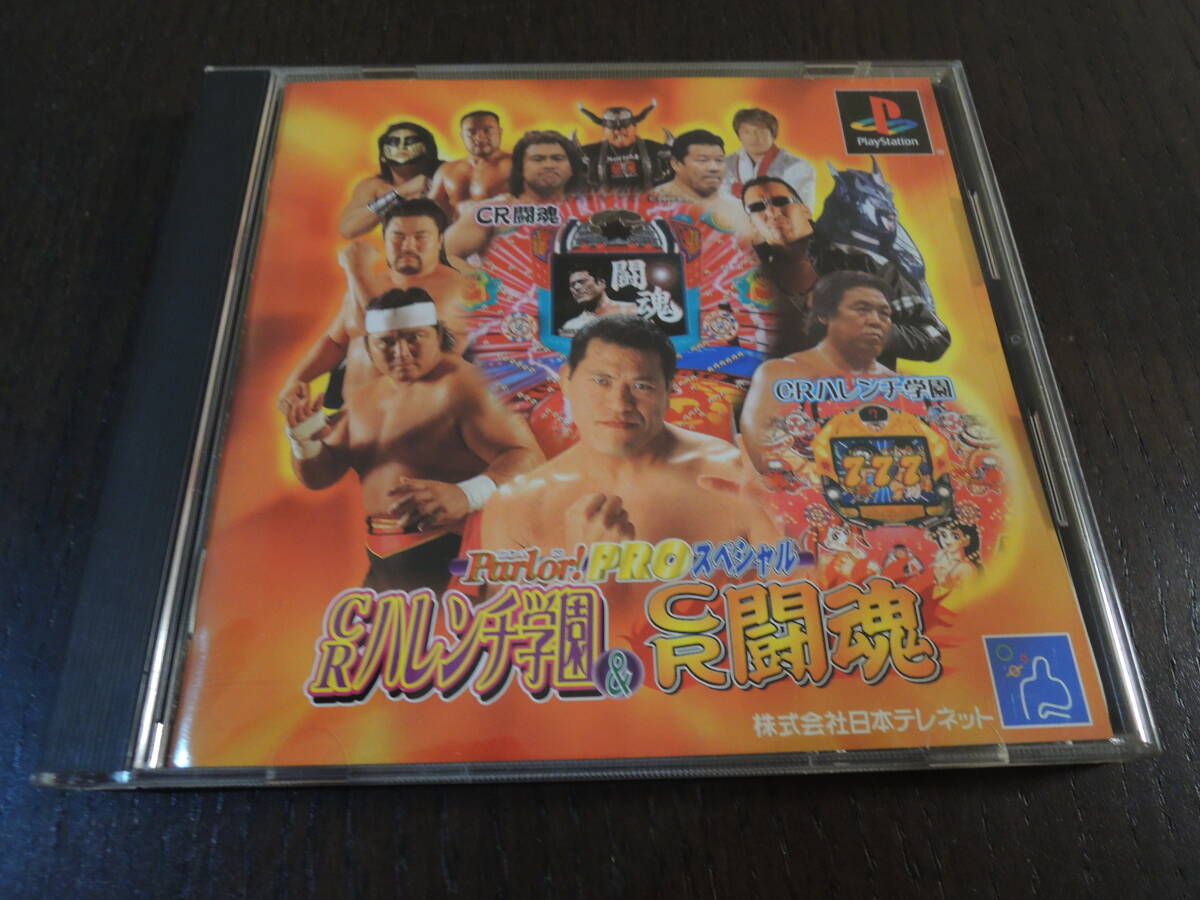 PlayStation
CR闘魂
闘魂
CRハレンチ学園
777
Parlor! PROスペシャル
CRハレンチ学園&CR闘魂
株式会社日本テレネット